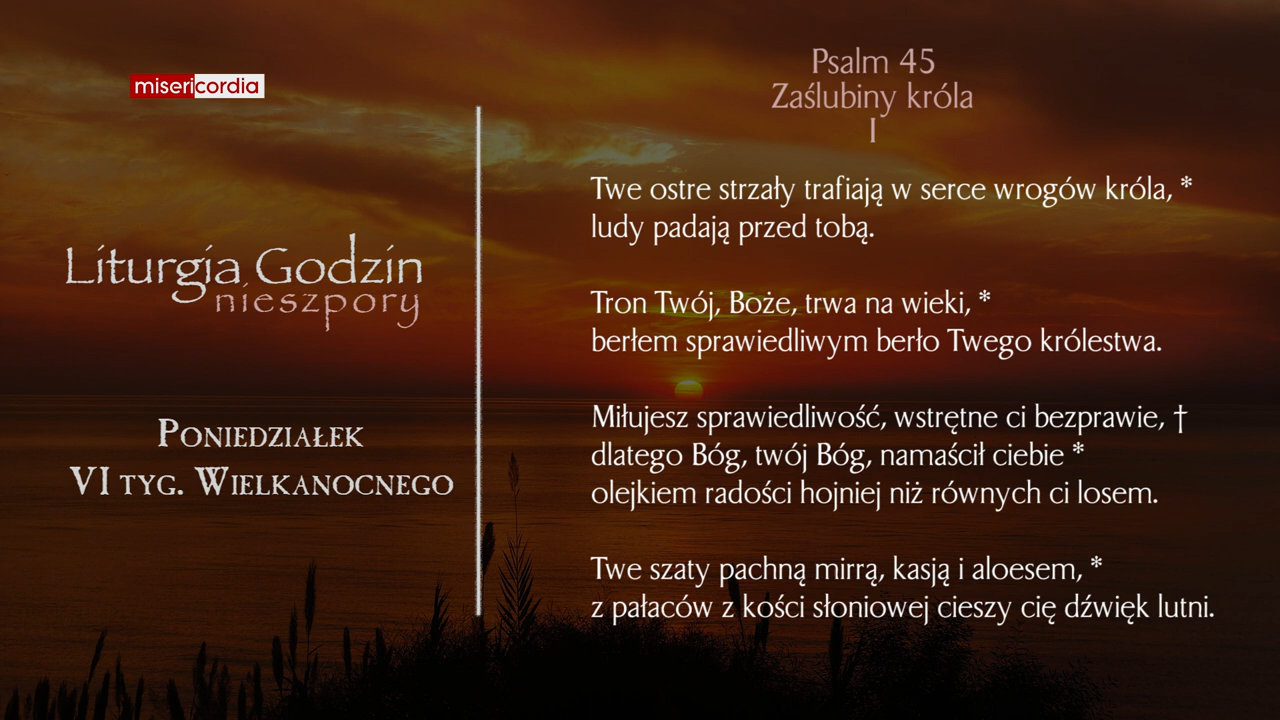 misericordia
Liturgia Godzin
nieszpory
Poniedziałek
VI tyg. Wielkanocnego
Psalm 45
Zaślubiny króla
I
Twe ostre strzały trafiają w serce wrogów króla, *
ludy padają przed tobą.
Tron Twój, Boże, trwa na wieki, *
berłem sprawiedliwym berło Twego królestwa.
Miłujesz sprawiedliwość, wstrętne ci bezprawie, †
dlatego Bóg, twój Bóg, namaścił ciebie *
olejkiem radości hojniej niż równych ci losem.
Twe szaty pachną mirrą, kasją i aloesem, *
z pałaców z kości słoniowej cieszy cię dźwięk lutni.